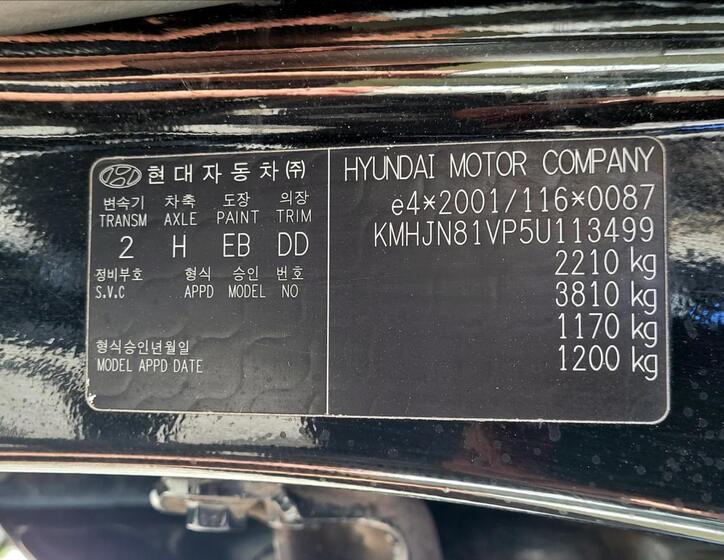 현대자동차㈜
변속기 차축 도장 의장
TRANSM AXLE PAINT TRIM
2 H EB DD
정비부호 형식 승인 번호
S.V.C APPD MODEL NO
형식승인년월일
MODEL APPD DATE
HYUNDAI MOTOR COMPANY
e4*2001/116*0087
KMHJN81VP5U113499
2210 kg
3810 kg
1170 kg
1200 kg